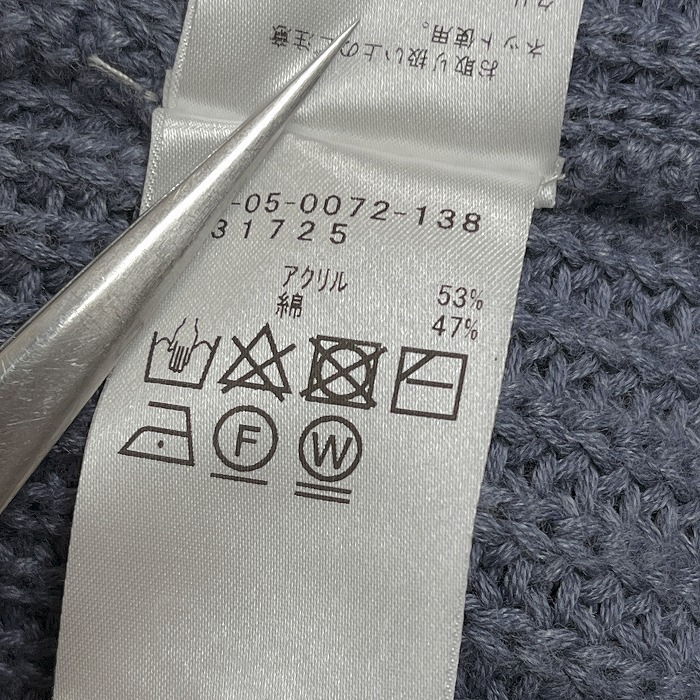 お取り扱い上のご注意
ネット使用。
-05-0072-138
31725
アクリル 53%
綿 47%
F W